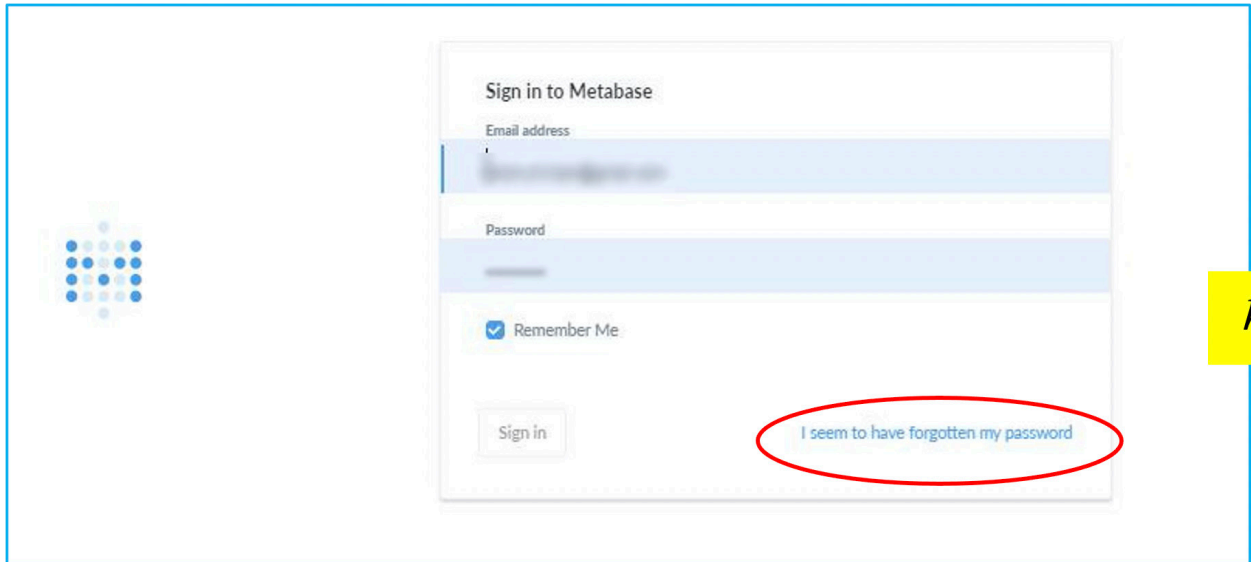 Sign in to Metabase
Email address
Password
Remember Me
Sign in
I seem to have forgotten my password